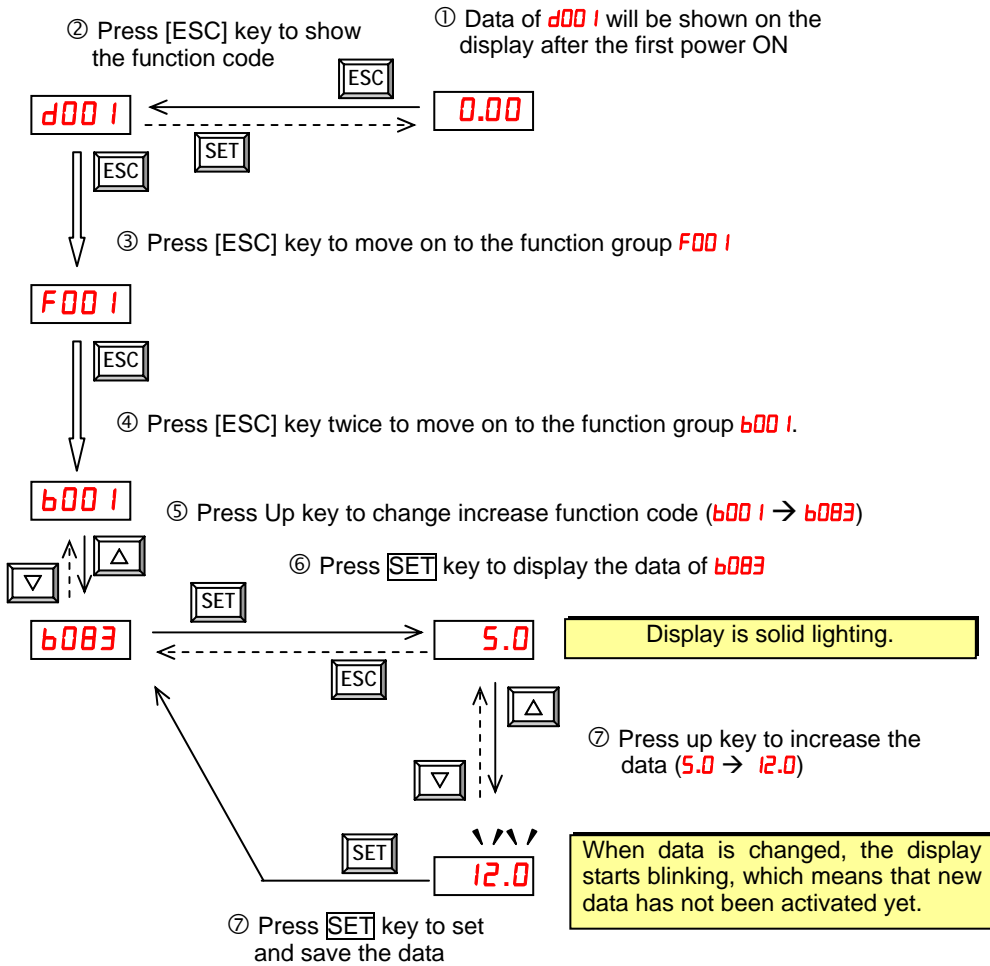 ② Press [ESC] key to show
the function code
① Data of d001 will be shown on the
display after the first power ON
ESC
d001
0.00
SET
ESC
③ Press [ESC] key to move on to the function group F001
F001
ESC
④ Press [ESC] key twice to move on to the function group b001.
b001
⑤ Press Up key to change increase function code (b001 → b083)
△
▽
⑥ Press SET key to display the data of b083
SET
b083
5.0
Display is solid lighting.
ESC
△
⑦ Press up key to increase the
data (5.0 → 12.0)
▽
SET
12.0
When data is changed, the display
starts blinking, which means that new
data has not been activated yet.
⑦ Press SET key to set
and save the data